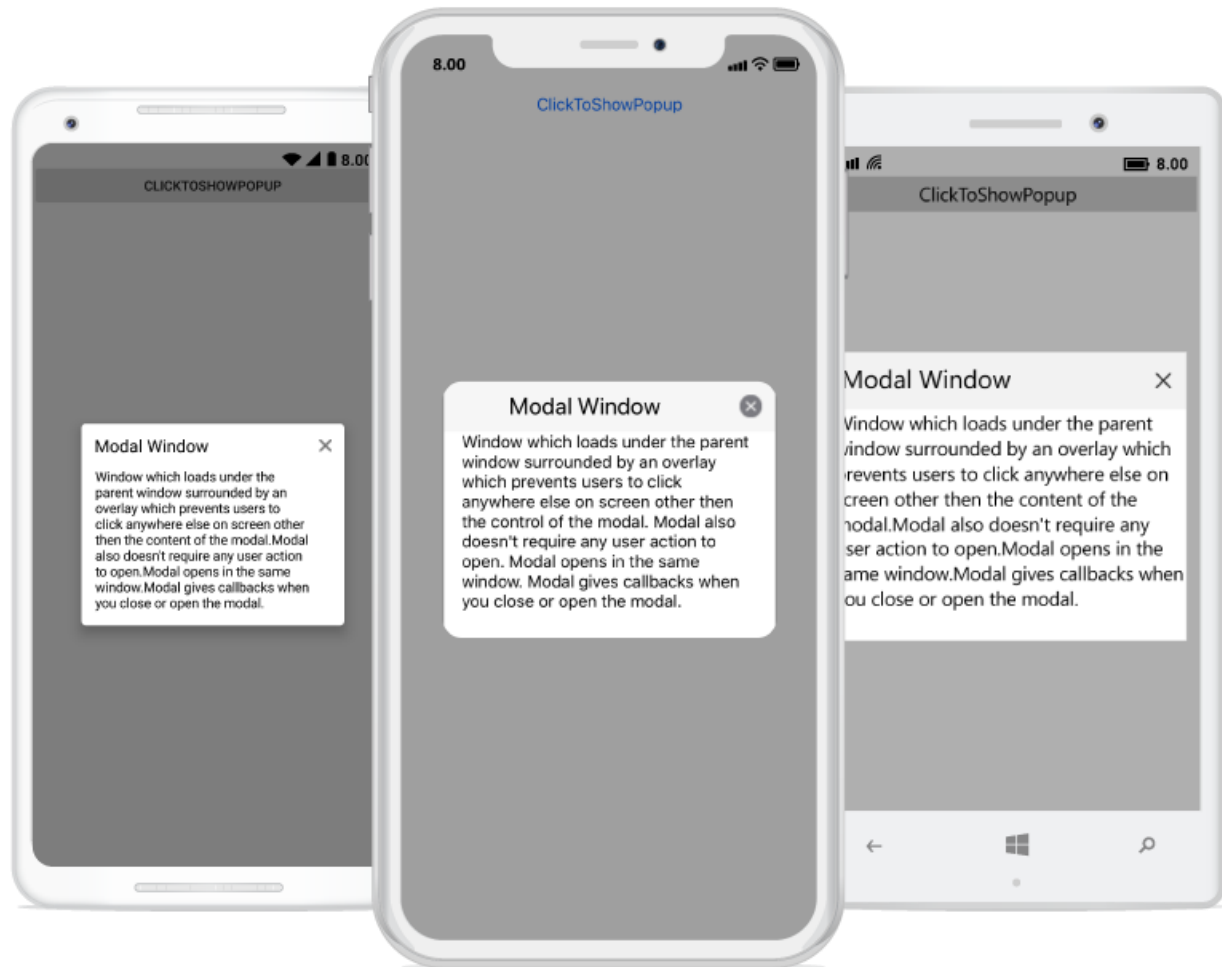 8.00
CLICKTOSHOWPOPUP
Modal Window
Window which loads under the
parent window surrounded by an
overlay which prevents users to
click anywhere else on screen other
then the content of the modal.Modal
also doesn't require any user action
to open.Modal opens in the same
window.Modal gives callbacks when
you close or open the modal.
8.00
ClickToShowPopup
Modal Window
Window which loads under the parent
window surrounded by an overlay
which prevents users to click
anywhere else on screen other then
the control of the modal. Modal also
doesn't require any user action to
open. Modal opens in the same
window. Modal gives callbacks when
you close or open the modal.
8.00
ClickToShowPopup
Modal Window
Window which loads under the parent
window surrounded by an overlay which
prevents users to click anywhere else on
screen other then the content of the
modal.Modal also doesn't require any
user action to open.Modal opens in the
same window.Modal gives callbacks when
you close or open the modal.